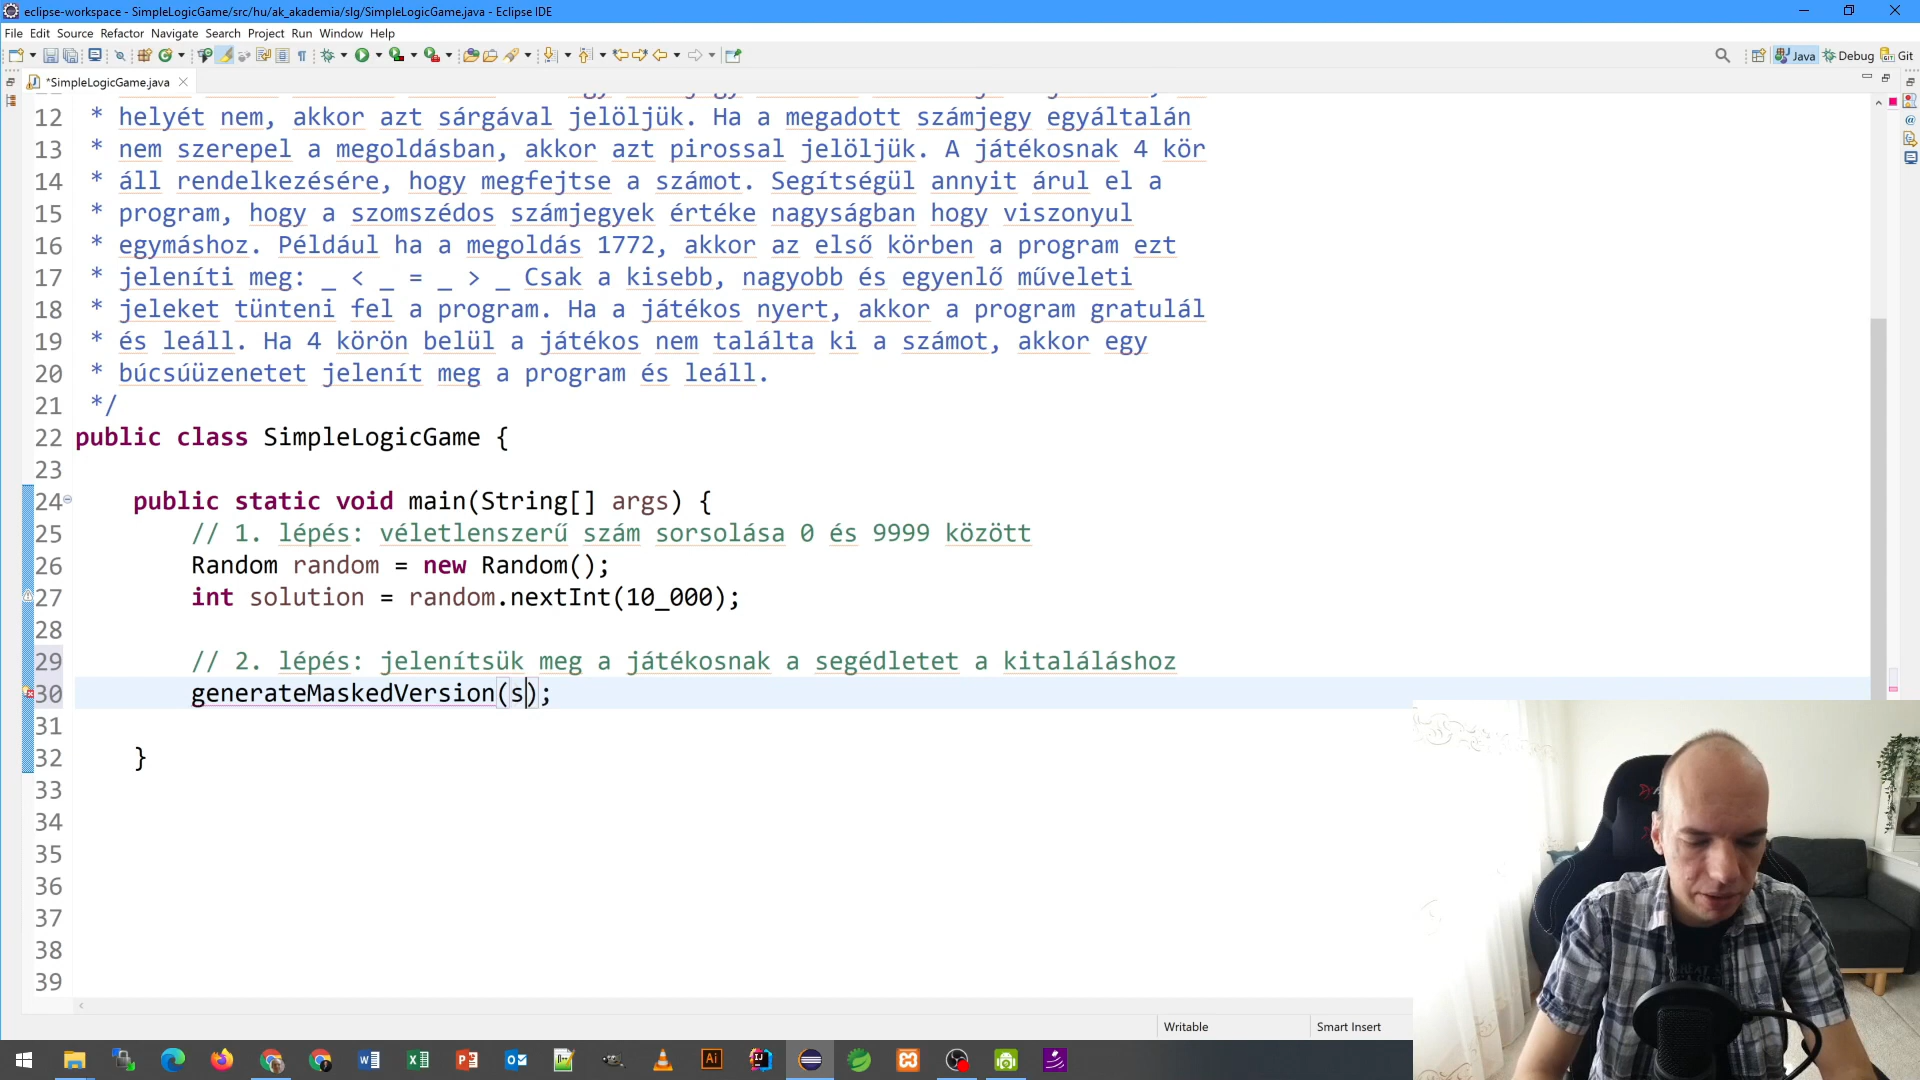 eclipse-workspace - SimpleLogicGame/src/hu/ak_akademia/slg/SimpleLogicGame.java - Eclipse IDE
File Edit Source Refactor Navigate Search Project Run Window Help
Java Debug Git
*SimpleLogicGame.java
12 * helyét nem, akkor azt sárgával jelöljük. Ha a megadott számjegy egyáltalán
13 * nem szerepel a megoldásban, akkor azt pirossal jelöljük. A játékosnak 4 kör
14 * áll rendelkezésére, hogy megfejtse a számot. Segítségül annyit árul el a
15 * program, hogy a szomszédos számjegyek értéke nagyságban hogy viszonyul
16 * egymáshoz. Például ha a megoldás 1772, akkor az első körben a program ezt
17 * jeleníti meg: _ < _ = _ > _ Csak a kisebb, nagyobb és egyenlő műveleti
18 * jeleket tünteni fel a program. Ha a játékos nyert, akkor a program gratulál
19 * és leáll. Ha 4 körön belül a játékos nem találta ki a számot, akkor egy
20 * búcsúüzenetet jelenít meg a program és leáll.
21 */
22 public class SimpleLogicGame {
23
24 public static void main(String[] args) {
25 // 1. lépés: véletlenszerű szám sorsolása 0 és 9999 között
26 Random random = new Random();
27 int solution = random.nextInt(10_000);
28
29 // 2. lépés: jelenítsük meg a játékosnak a segédletet a kitaláláshoz
30 generateMaskedVersion(s);
31
32 }
33
34
35
36
37
38
39
Writable Smart Insert